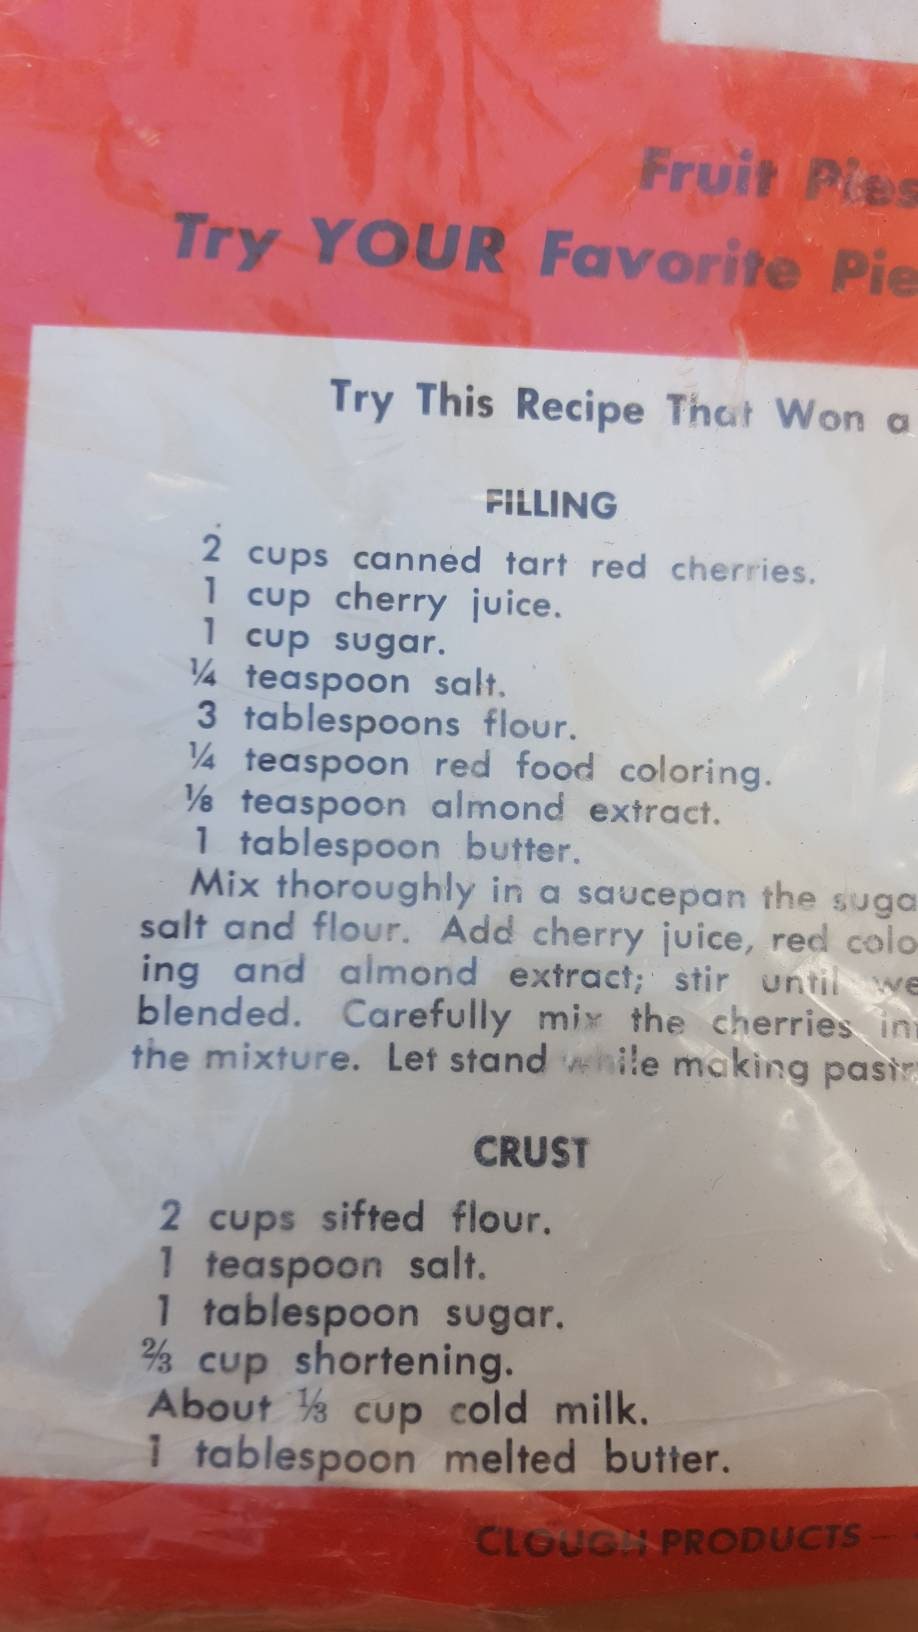 Fruit Pies
Try YOUR Favorite Pie
Try This Recipe That Won a
FILLING
2 cups canned tart red cherries.
1 cup cherry juice.
1 cup sugar.
¼ teaspoon salt.
3 tablespoons flour.
¼ teaspoon red food coloring.
⅛ teaspoon almond extract.
1 tablespoon butter.
Mix thoroughly in a saucepan the suga
salt and flour. Add cherry juice, red colo
ing and almond extract; stir until we
blended. Carefully mix the cherries in
the mixture. Let stand while making pastr
CRUST
2 cups sifted flour.
1 teaspoon salt.
1 tablespoon sugar.
⅔ cup shortening.
About ⅓ cup cold milk.
1 tablespoon melted butter.
CLOUGH PRODUCTS —